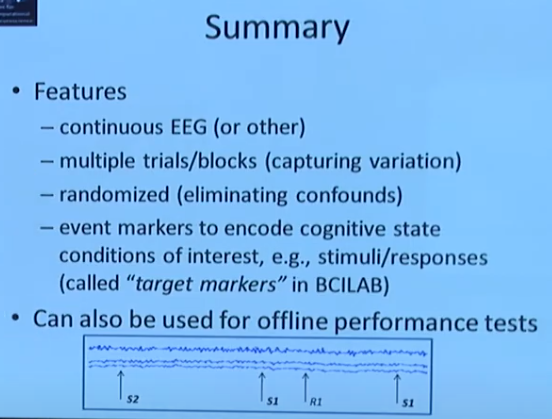 Summary
• Features
– continuous EEG (or other)
– multiple trials/blocks (capturing variation)
– randomized (eliminating confounds)
– event markers to encode cognitive state
conditions of interest, e.g., stimuli/responses
(called "target markers" in BCILAB)
• Can also be used for offline performance tests
S2 S1 R1 S1